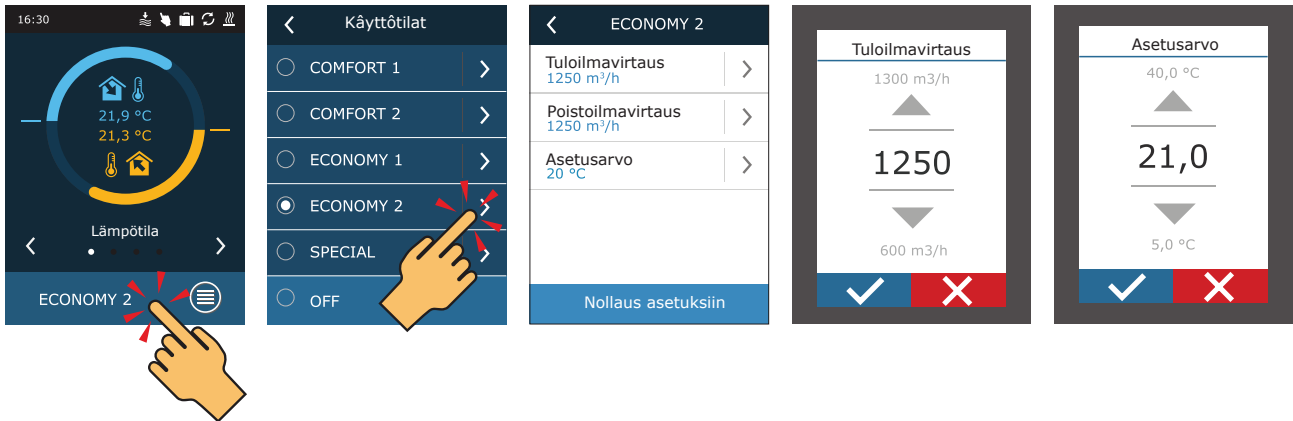 16:30
21,9 °C
21,3 °C
Lämpötila
ECONOMY 2
Käyttôtilat
COMFORT 1
COMFORT 2
ECONOMY 1
ECONOMY 2
SPECIAL
OFF
ECONOMY 2
Tuloilmavirtaus
1250 m³/h
Poistoilmavirtaus
1250 m³/h
Asetusarvo
20 °C
Nollaus asetuksiin
Tuloilmavirtaus
1300 m3/h
1250
600 m3/h
Asetusarvo
40,0 °C
21,0
5,0 °C